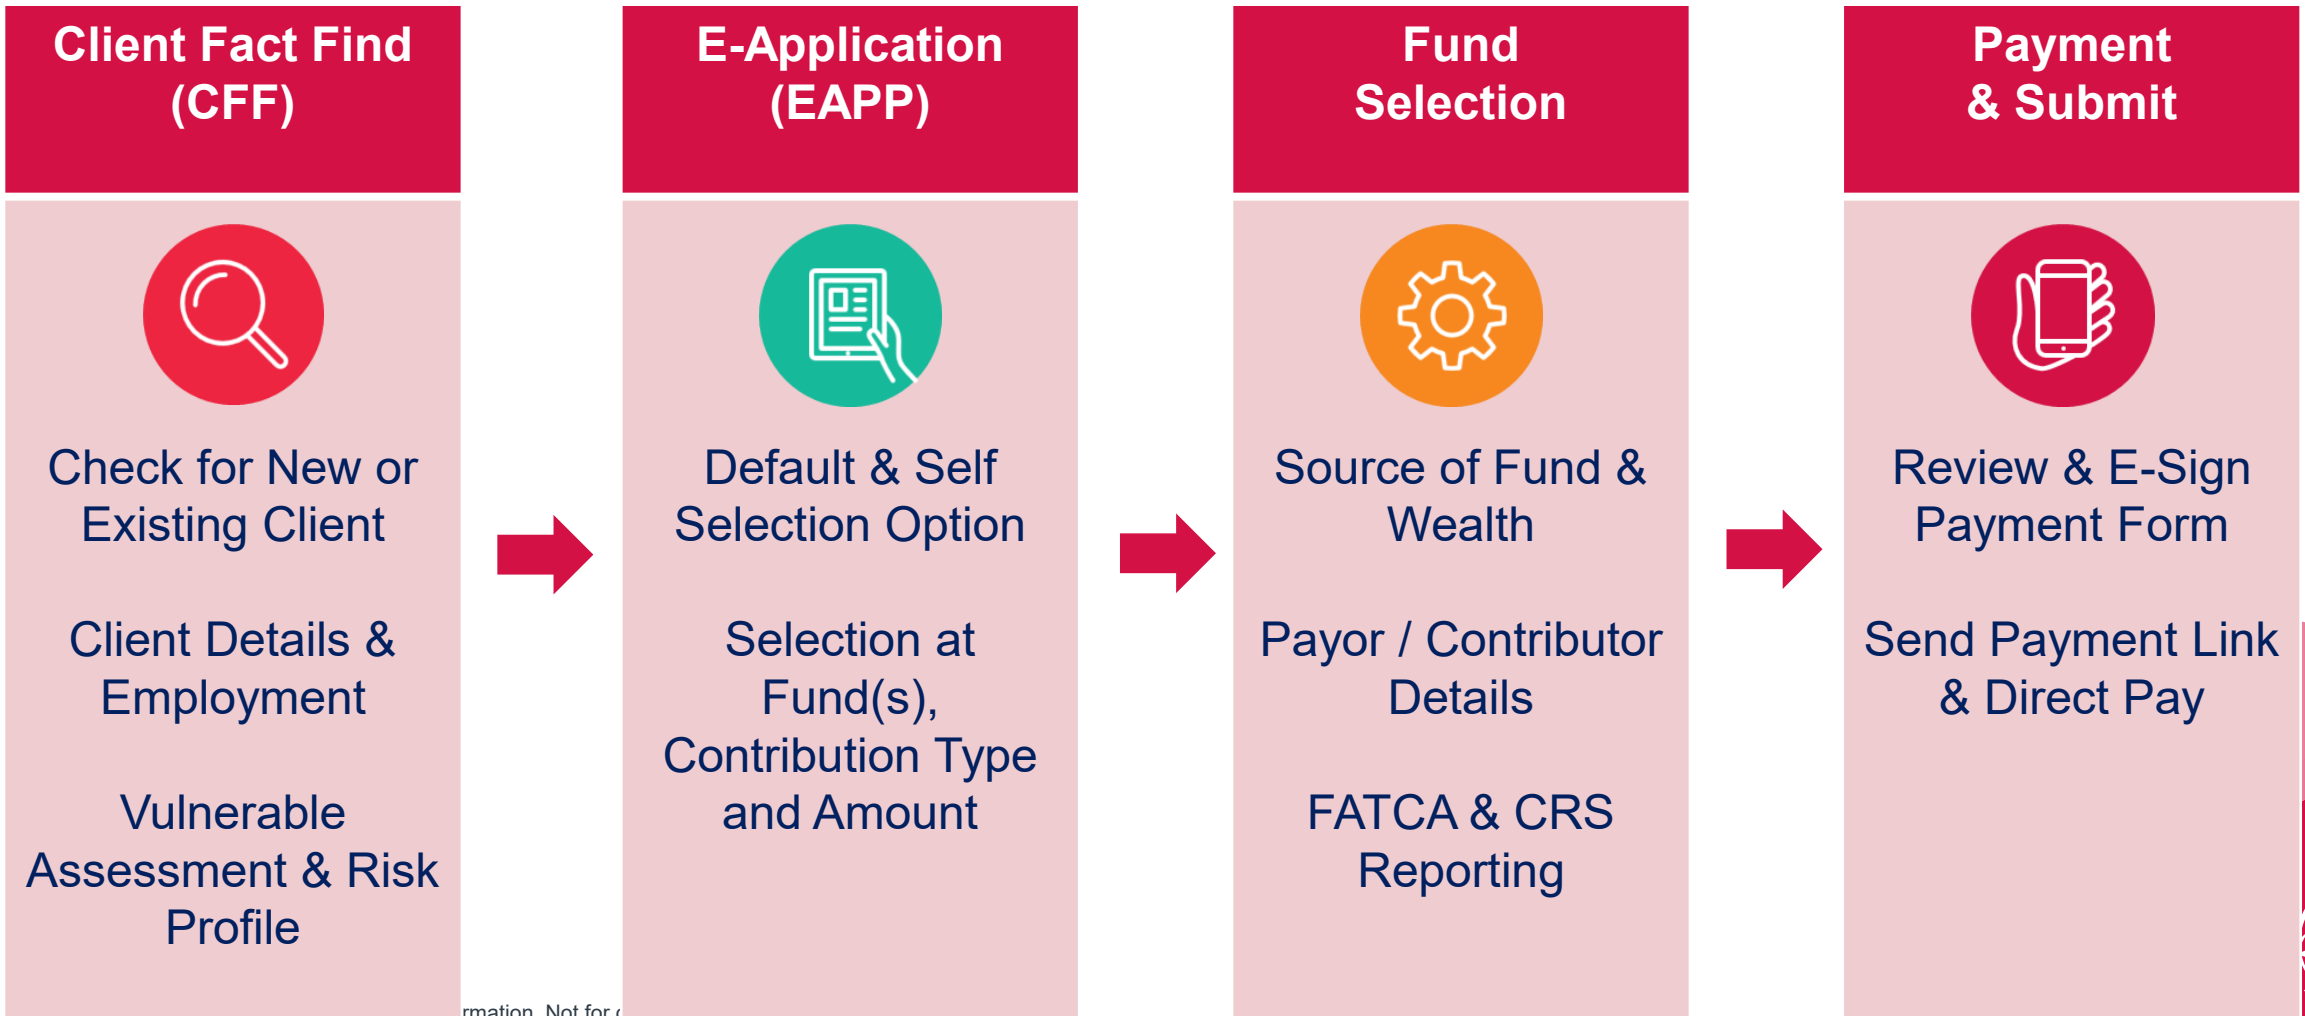 Client Fact Find
(CFF)
Check for New or
Existing Client
Client Details &
Employment
Vulnerable
Assessment & Risk
Profile
E-Application
(EAPP)
Default & Self
Selection Option
Selection at
Fund(s),
Contribution Type
and Amount
Fund
Selection
Source of Fund &
Wealth
Payor / Contributor
Details
FATCA & CRS
Reporting
Payment
& Submit
Review & E-Sign
Payment Form
Send Payment Link
& Direct Pay
Not for